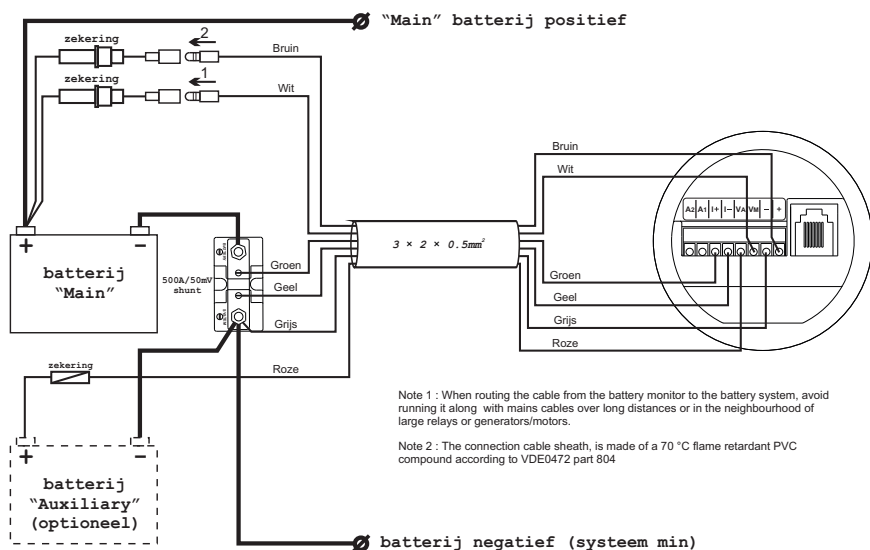 "Main" batterij positief
zekering
2
Bruin
zekering
1
Wit
Bruin
Wit
A2 A1 I+ I− VA VM − +
+ −
batterij
"Main"
500A/50mV
shunt
Groen
Geel
Grijs
Roze
3 × 2 × 0.5mm²
Groen
Geel
Grijs
Roze
zekering
+ −
batterij
"Auxiliary"
(optioneel)
Note 1 : When routing the cable from the battery monitor to the battery system, avoid
running it along with mains cables over long distances or in the neighbourhood of
large relays or generators/motors.
Note 2 : The connection cable sheath, is made of a 70 °C flame retardant PVC
compound according to VDE0472 part 804
batterij negatief (systeem min)